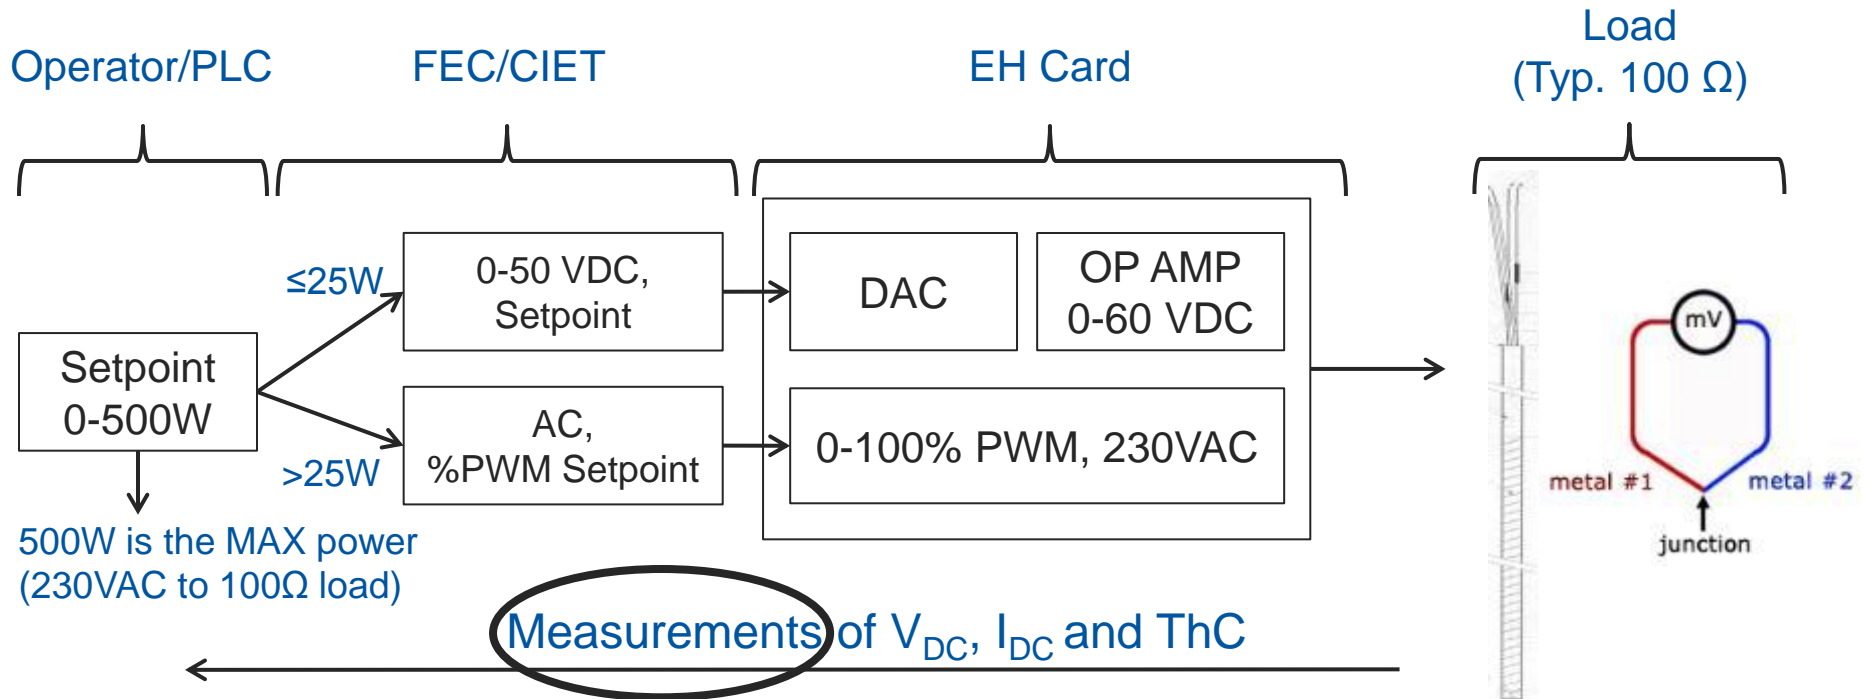 Operator/PLC
FEC/CIET
EH Card
Load
(Typ. 100 Ω)
≤25W
>25W
Setpoint
0-500W
0-50 VDC,
Setpoint
AC,
%PWM Setpoint
DAC
OP AMP
0-60 VDC
0-100% PWM, 230VAC
mV
metal #1
metal #2
junction
500W is the MAX power
(230VAC to 100Ω load)
Measurements of VDC, IDC and ThC